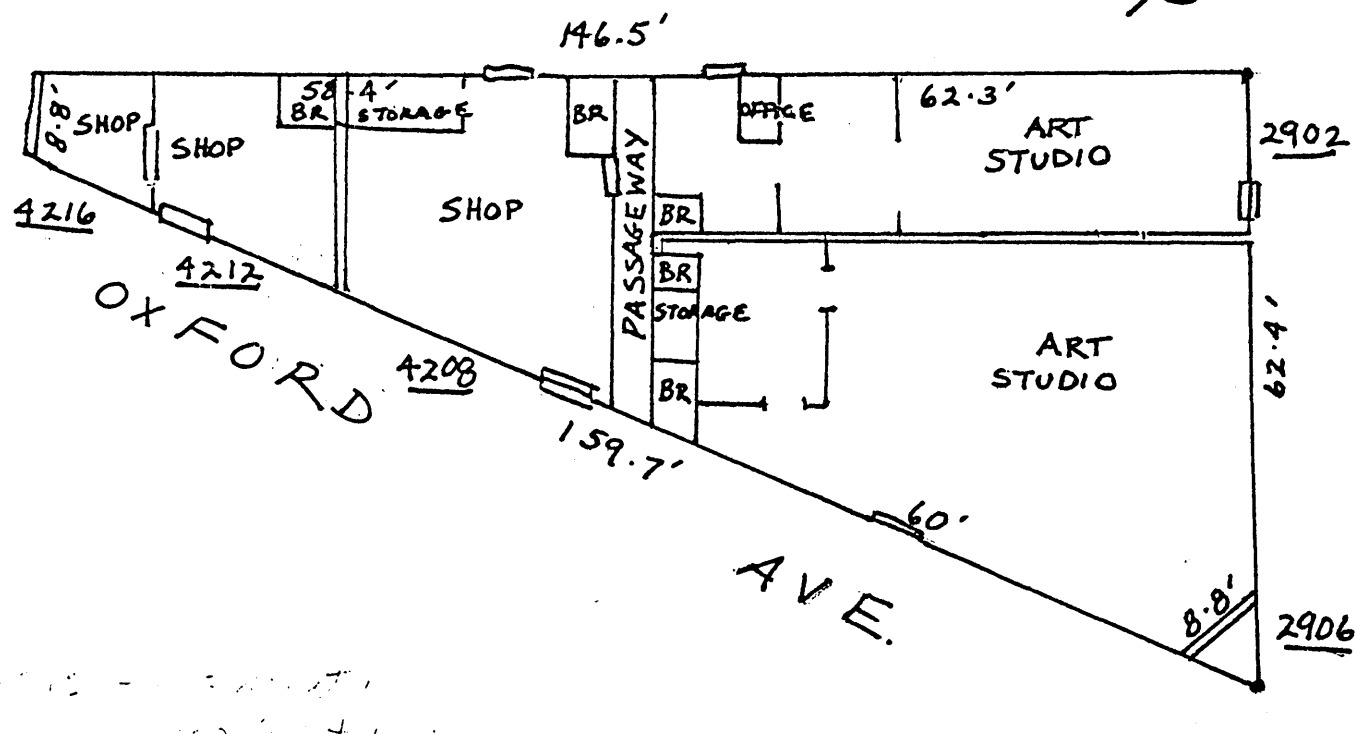 146.5'
8.8'
SHOP
SHOP
58.4'
BR
STORAGE
BR
OFFICE
62.3'
ART
STUDIO
2902
4216
4212
SHOP
PASSAGEWAY
BR
BR
STORAGE
BR
ART
STUDIO
62.4'
OXFORD
4208
159.7'
60'
AVE.
8.8'
2906